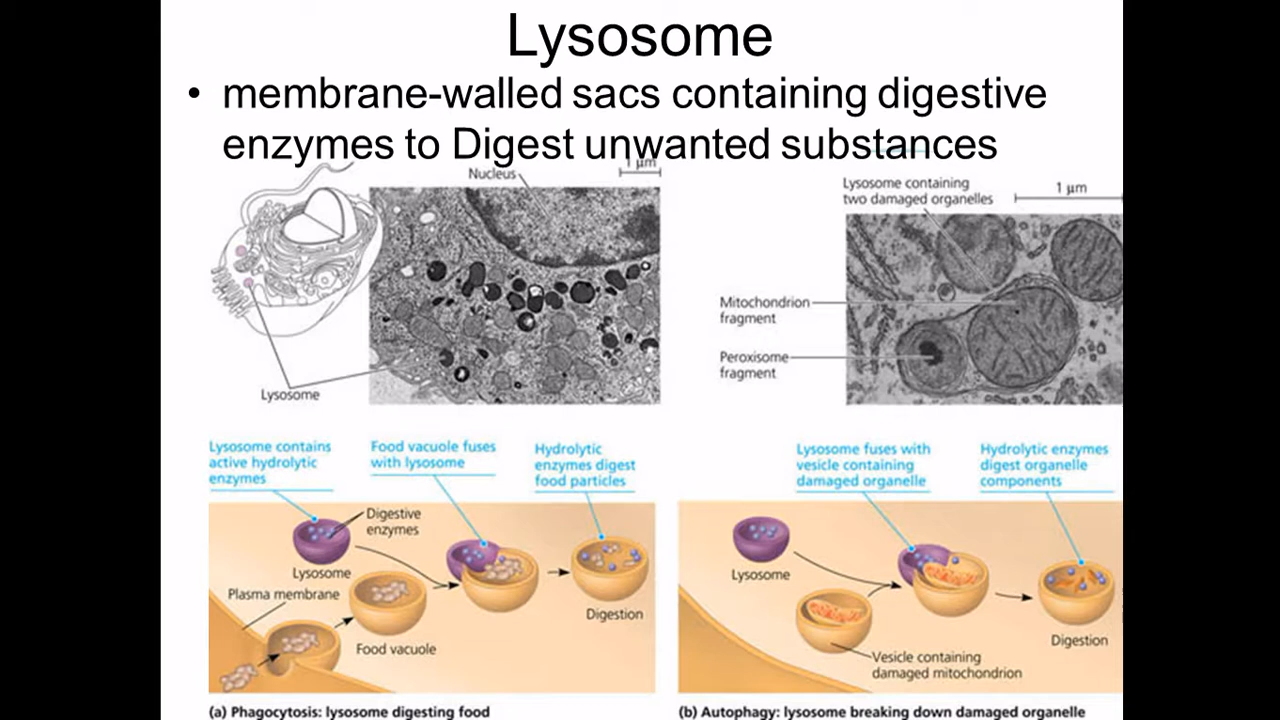 Lysosome
• membrane-walled sacs containing digestive
enzymes to Digest unwanted substances
Nucleus
1 µm
Lysosome
Lysosome containing
two damaged organelles
1 µm
Mitochondrion
fragment
Peroxisome
fragment
Lysosome contains
active hydrolytic
enzymes
Food vacuole fuses
with lysosome
Hydrolytic
enzymes digest
food particles
Digestive
enzymes
Lysosome
Plasma membrane
Food vacuole
Digestion
(a) Phagocytosis: lysosome digesting food
Lysosome fuses with
vesicle containing
damaged organelle
Hydrolytic enzymes
digest organelle
components
Lysosome
Vesicle containing
damaged mitochondrion
Digestion
(b) Autophagy: lysosome breaking down damaged organelle